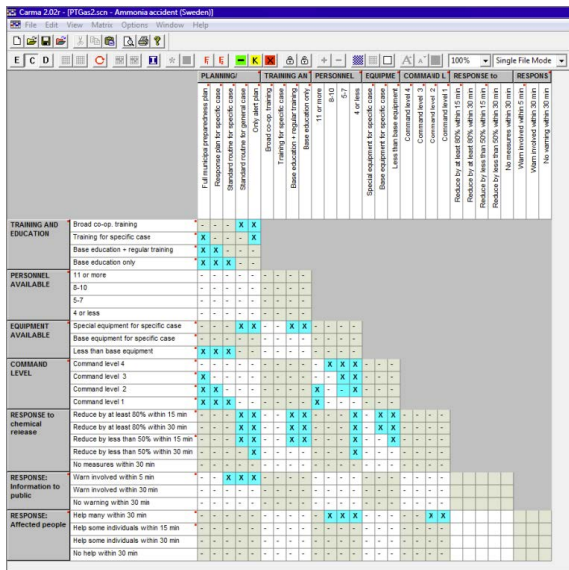 Carma 2.02r - [PTGas2.scn - Ammonia accident (Sweden)]
File Edit View Matrix Options Window Help
E C D K 100% Single File Mode
PLANNING/ TRAINING AN PERSONNEL EQUIPME COMMAND L RESPONSE to RESPONS
Full municipa preparedness plan
Response plan for specific case
Standard routine for specific case
Standard routine for general case
Only alert plan
Broad co-op. training
Training for specific case
Base education + regular training
Base education only
11 or more
8-10
5-7
4 or less
Special equipment for specific case
Base equipment for specific case
Less than base equipment
Command level 4
Command level 3
Command level 2
Command level 1
Reduce by at least 80% within 15 min
Reduce by at least 80% within 30 min
Reduce by less than 50% within 15 min
Reduce by less than 50% within 30 min
No measures within 30 min
Warn involved within 5 min
Warn involved within 30 min
No warning within 30 min
TRAINING AND EDUCATION
Broad co-op. training - - - X X
Training for specific case X - - - X
Base education + regular training X X - - -
Base education only X X X - -
PERSONNEL AVAILABLE
11 or more - - - - - - - - -
8-10 - - - - - - - - -
5-7 - - - - - - - - -
4 or less - - - - - - - - -
EQUIPMENT AVAILABLE
Special equipment for specific case - - - X X - - X X - - - -
Base equipment for specific case - - - - - - - - - - - - -
Less than base equipment X X X - - - - - - - - - -
COMMAND LEVEL
Command level 4 - - - - - - - - - - X X X - - -
Command level 3 X - - - - - - - - - - X X - - -
Command level 2 X X - - - - - - - X - - X - - -
Command level 1 X X X - - - - - - X - - - - - -
RESPONSE to chemical release
Reduce by at least 80% within 15 min - - - X X - - X X - - - X - X X - - - -
Reduce by at least 80% within 30 min - - - X X - - X X - - - X - X X - - - -
Reduce by less than 50% within 15 min - - - X X - - X X - - - X - - X - - - -
Reduce by less than 50% within 30 min - - - - X - - - - - - - X - - - - - - -
No measures within 30 min - - - - - - - - - - - - - - - - - - - -
RESPONSE: Information to public
Warn involved within 5 min - - X X X - - - - - - - - - - - - - - -
Warn involved within 30 min - - - - - - - - - - - - - - - - - - - -
No warning within 30 min - - - - - - - - - - - - - - - - - - - -
RESPONSE: Affected people
Help many within 30 min - - - - - - - - - - X X X - - - - - X X
Help some individuals within 15 min - - - - - - - - - - - - - - - - - - - -
Help some individuals within 30 min - - - - - - - - - - - - - - - - - - - -
No help within 30 min - - - - - - - - - - - - - - - - - - - -